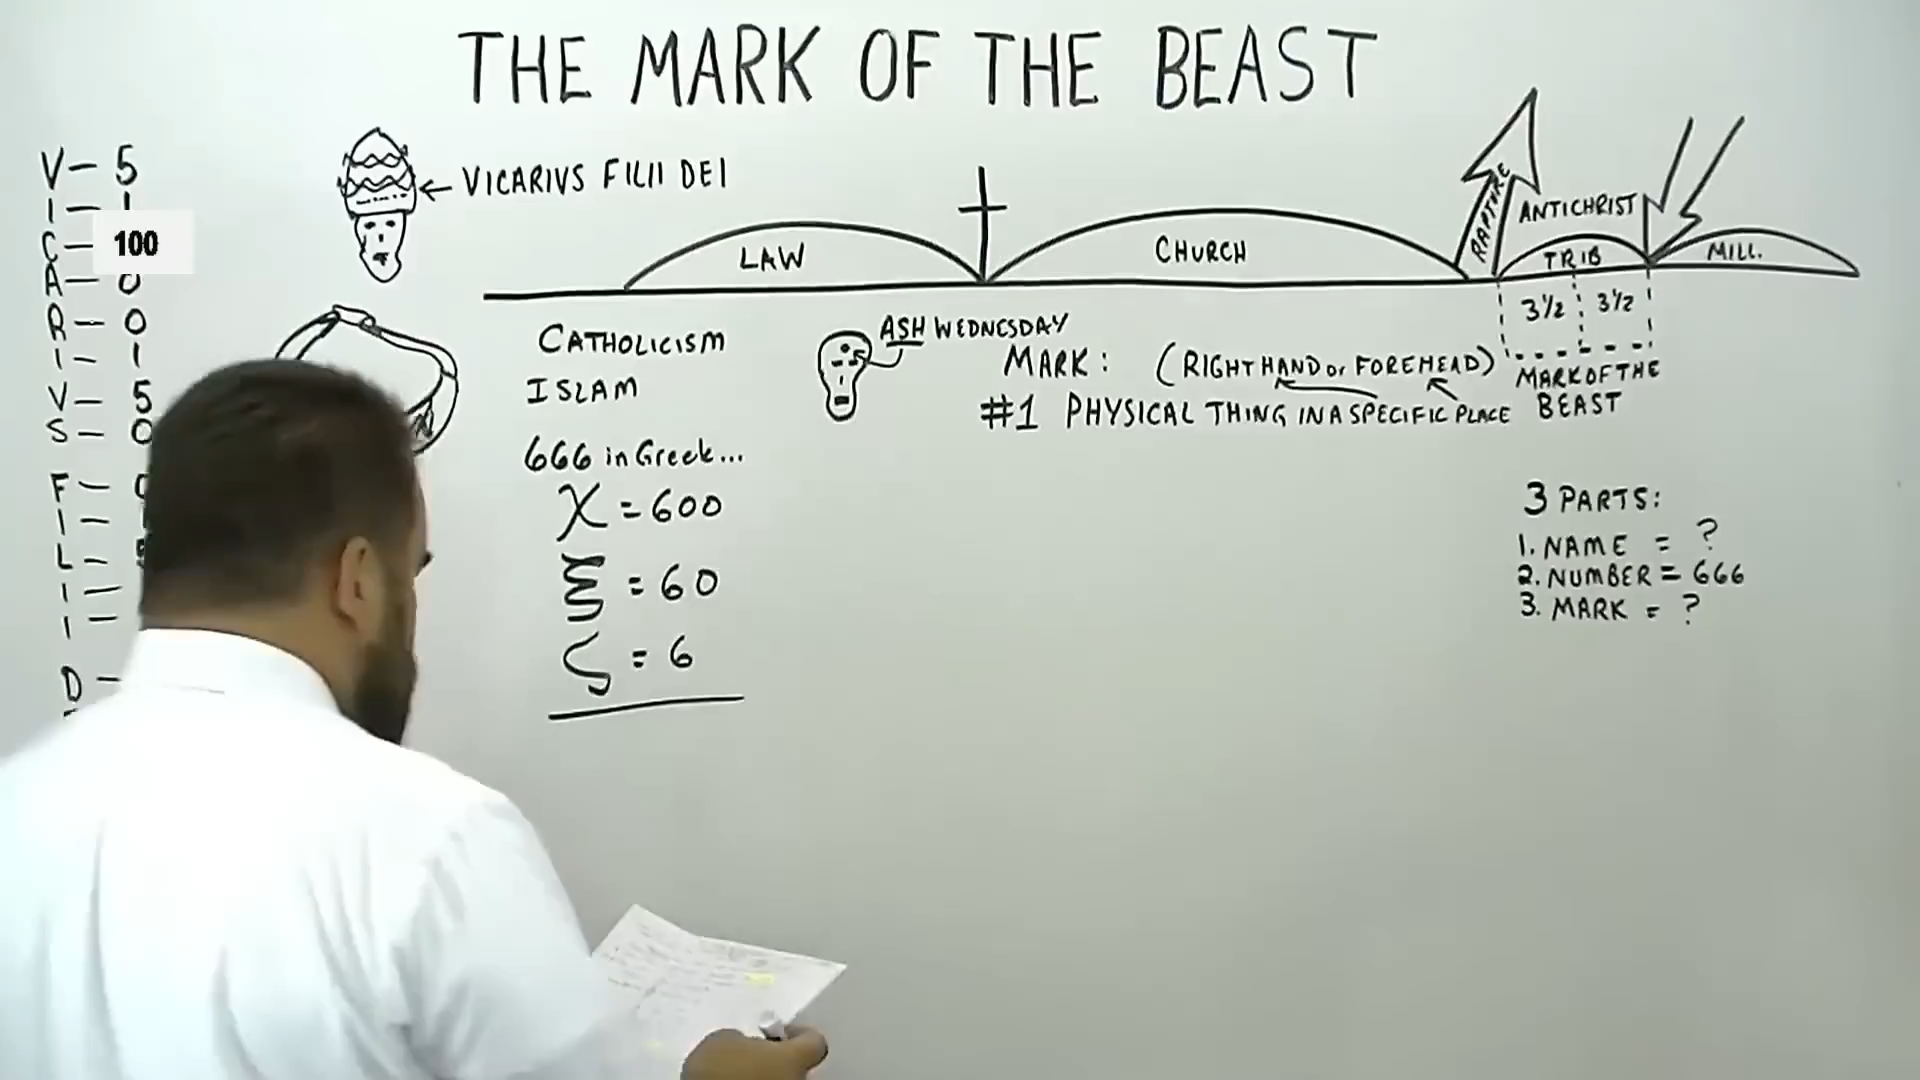 THE MARK OF THE BEAST
V — 5
I — 1
C — 100
A — 0
R — 0
I — 1
V — 5
S — 0
F —
I —
L — 5
I —
I —
D —
VICARIVS FILII DEI
LAW
CHURCH
RAPTURE
ANTICHRIST
TRIB
MILL.
3½ 3½
MARK OF THE
BEAST
CATHOLICISM
ISLAM
ASH WEDNESDAY
MARK: (RIGHT HAND or FOREHEAD)
#1 PHYSICAL THING IN A SPECIFIC PLACE
666 in Greek...
χ = 600
ξ = 60
ς = 6
3 PARTS:
1. NAME = ?
2. NUMBER = 666
3. MARK = ?